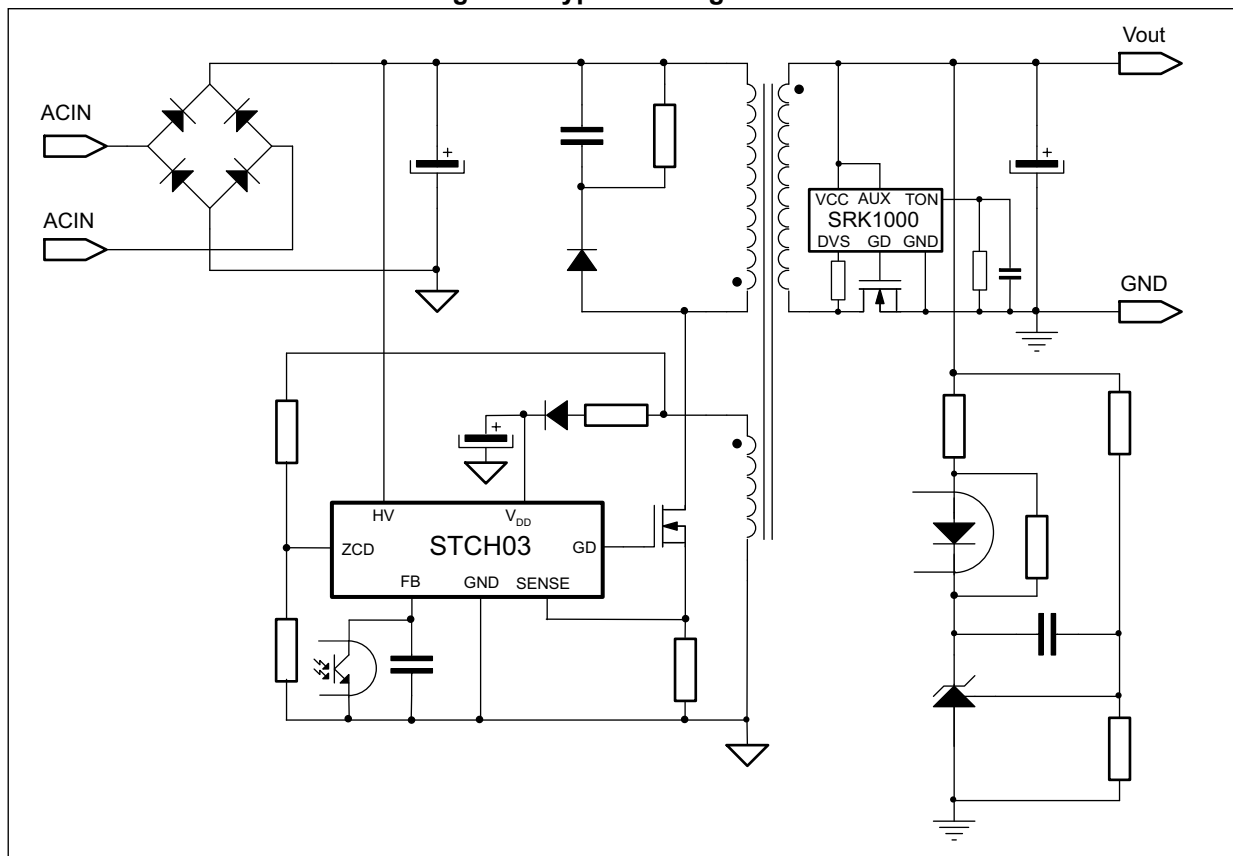 Vout
ACIN
ACIN
VCC AUX TON
SRK1000
DVS GD GND
GND
HV VDD
ZCD STCH03 GD
FB GND SENSE